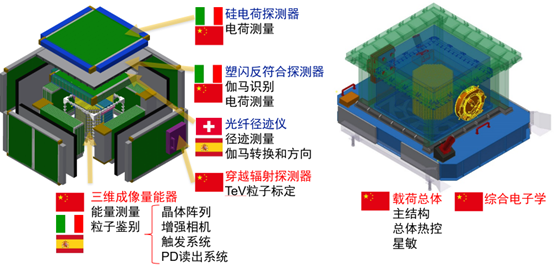 硅电荷探测器
电荷测量
塑闪反符合探测器
伽马识别
电荷测量
光纤径迹仪
径迹测量
伽马转换和方向
穿越辐射探测器
TeV粒子标定
三维成像量能器
能量测量
粒子鉴别
晶体阵列
增强相机
触发系统
PD读出系统
载荷总体
主结构
总体热控
星敏
综合电子学